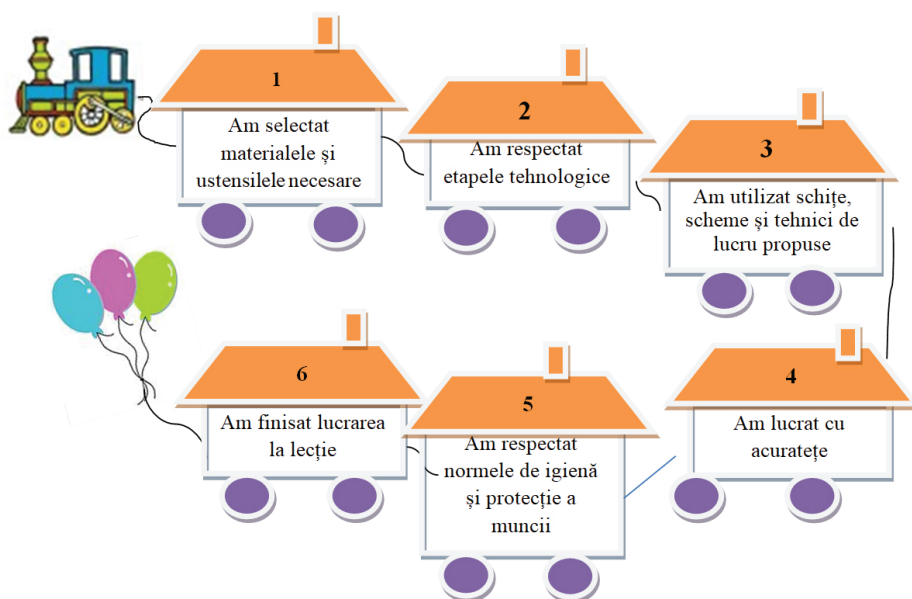 1
Am selectat
materialele și
ustensilele necesare
2
Am respectat
etapele tehnologice
3
Am utilizat schițe,
scheme și tehnici de
lucru propuse
4
Am lucrat cu
acuratețe
5
Am respectat
normele de igienă
și protecție a
muncii
6
Am finisat lucrarea
la lecție